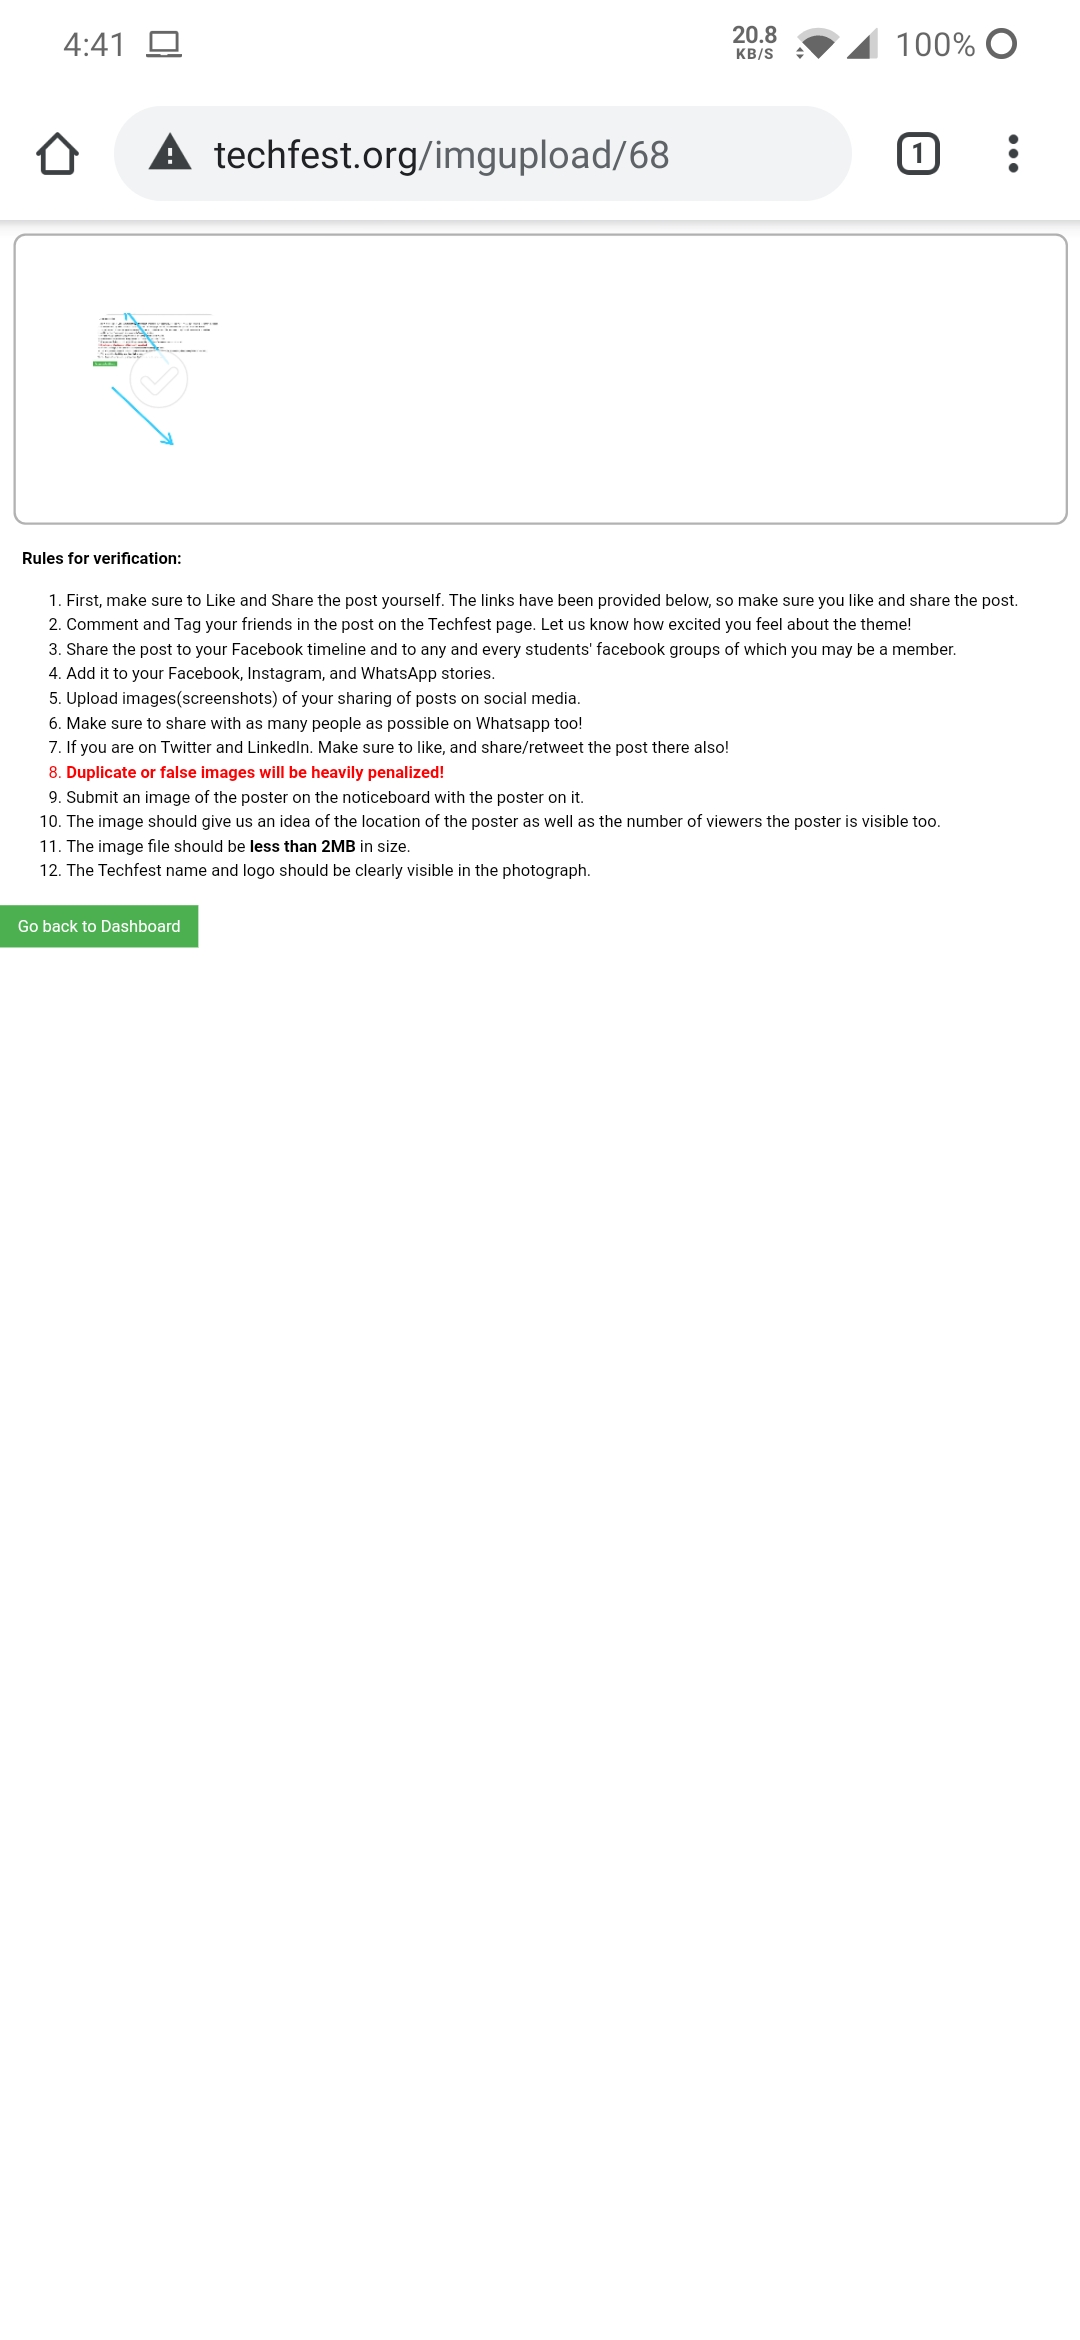 4:41
20.8
KB/S
100%
techfest.org/imgupload/68
1
Rules for verification:
1. First, make sure to Like and Share the post yourself. The links have been provided below, so make sure you like and share the post.
2. Comment and Tag your friends in the post on the Techfest page. Let us know how excited you feel about the theme!
3. Share the post to your Facebook timeline and to any and every students' facebook groups of which you may be a member.
4. Add it to your Facebook, Instagram, and WhatsApp stories.
5. Upload images(screenshots) of your sharing of posts on social media.
6. Make sure to share with as many people as possible on Whatsapp too!
7. If you are on Twitter and LinkedIn. Make sure to like, and share/retweet the post there also!
8. Duplicate or false images will be heavily penalized!
9. Submit an image of the poster on the noticeboard with the poster on it.
10. The image should give us an idea of the location of the poster as well as the number of viewers the poster is visible too.
11. The image file should be less than 2MB in size.
12. The Techfest name and logo should be clearly visible in the photograph.
Go back to Dashboard